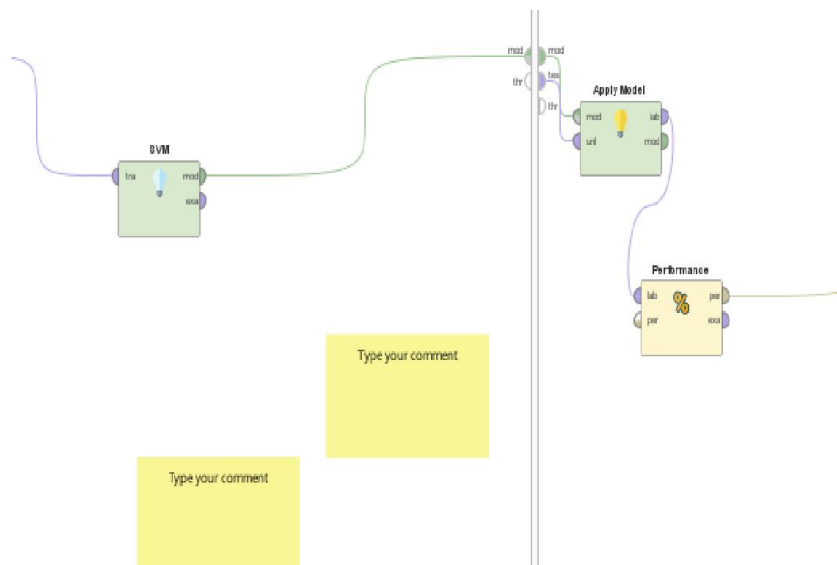 mod
mod
thr
tes
thr
Apply Model
mod
lab
unl
mod
SVM
tra
mod
exa
Performance
lab
per
%
per
exa
Type your comment
Type your comment